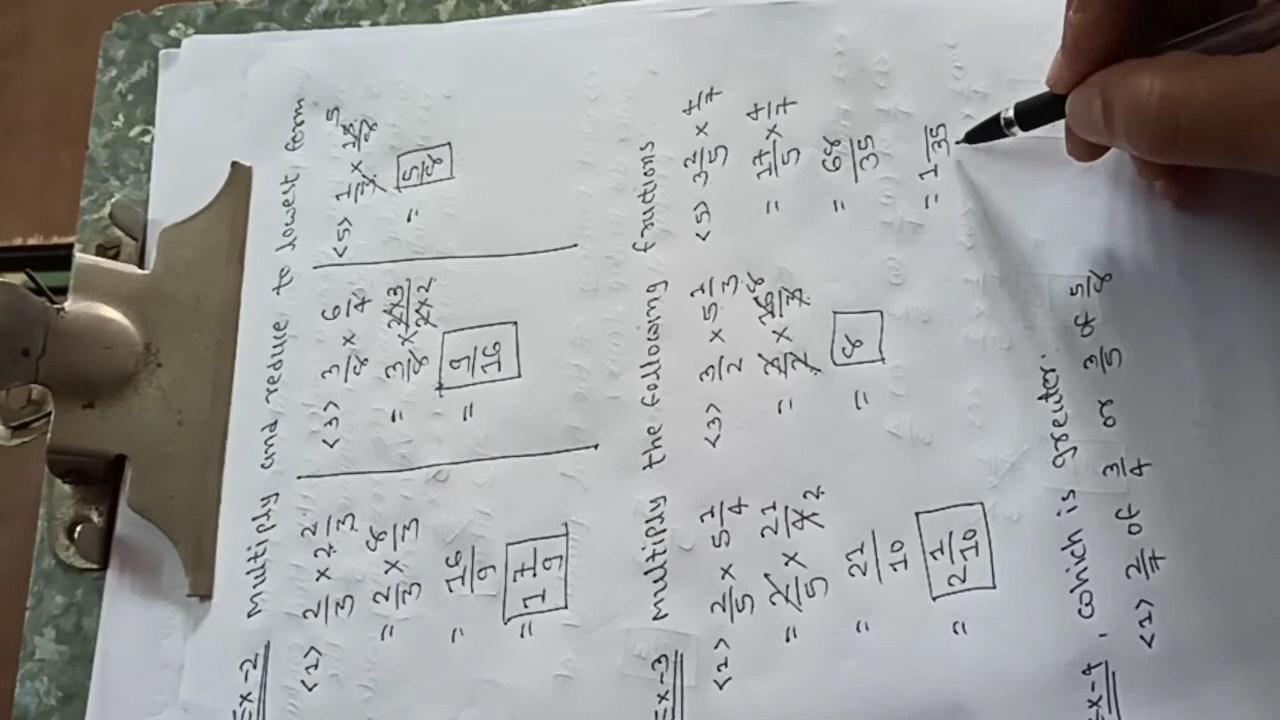 Ex-2 Multiply and reduce to lowest form
<1> 2/3 × 2 2/3
= 2/3 × 8/3
= 16/9
= 1 7/9
<3> 3/8 × 6/4
= 3/8 × 2×3/2×2
= 9/16
<5> 1/3 × 15/8 5
= 5/8
Ex-3 Multiply the following fractions
<1> 2/5 × 5 1/4
= 2/5 × 21/4 2
= 21/10
= 2 1/10
<3> 3/2 × 5 1/3
= 3/2 × 16/3 8
= 8
<5> 3 2/5 × 4/7
= 17/5 × 4/7
= 68/35
= 1 /35
Ex-4. which is greater.
<1> 2/7 of 3/4 or 3/5 of 5/8